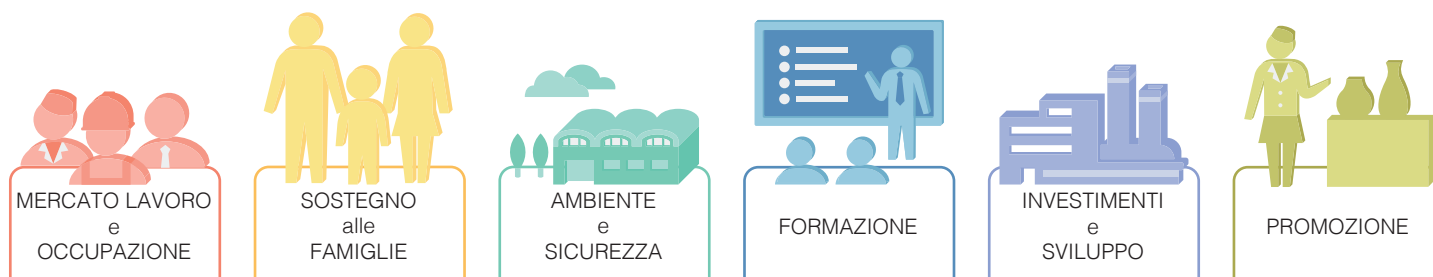 MERCATO LAVORO
e
OCCUPAZIONE
SOSTEGNO
alle
FAMIGLIE
AMBIENTE
e
SICUREZZA
FORMAZIONE
INVESTIMENTI
e
SVILUPPO
PROMOZIONE